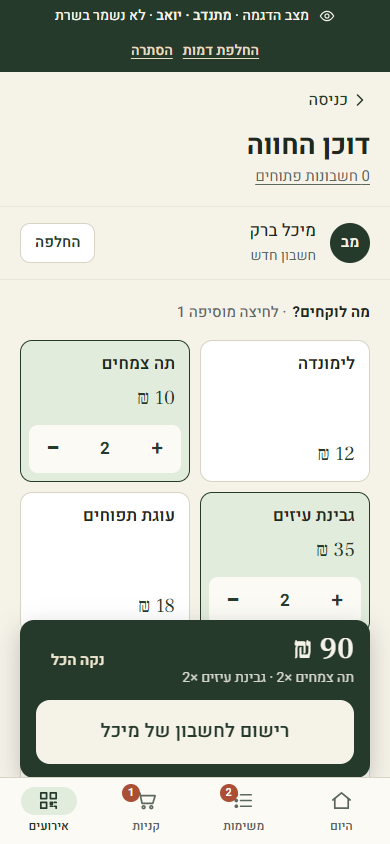 מצב הדגמה · מתנדב · יואב · לא נשמר בשרת
החלפת דמות הסתרה
כניסה
דוכן החווה
0 חשבונות פתוחים
מב
מיכל ברק
חשבון חדש
החלפה
מה לוקחים? · לחיצה מוסיפה 1
לימונדה
12 ₪
תה צמחים
10 ₪
+ 2 −
גבינת עיזים
35 ₪
+ 2 −
עוגת תפוחים
18 ₪
90 ₪
נקה הכל
תה צמחים ×2 · גבינת עיזים ×2
רישום לחשבון של מיכל
היום
2
משימות
1
קניות
אירועים